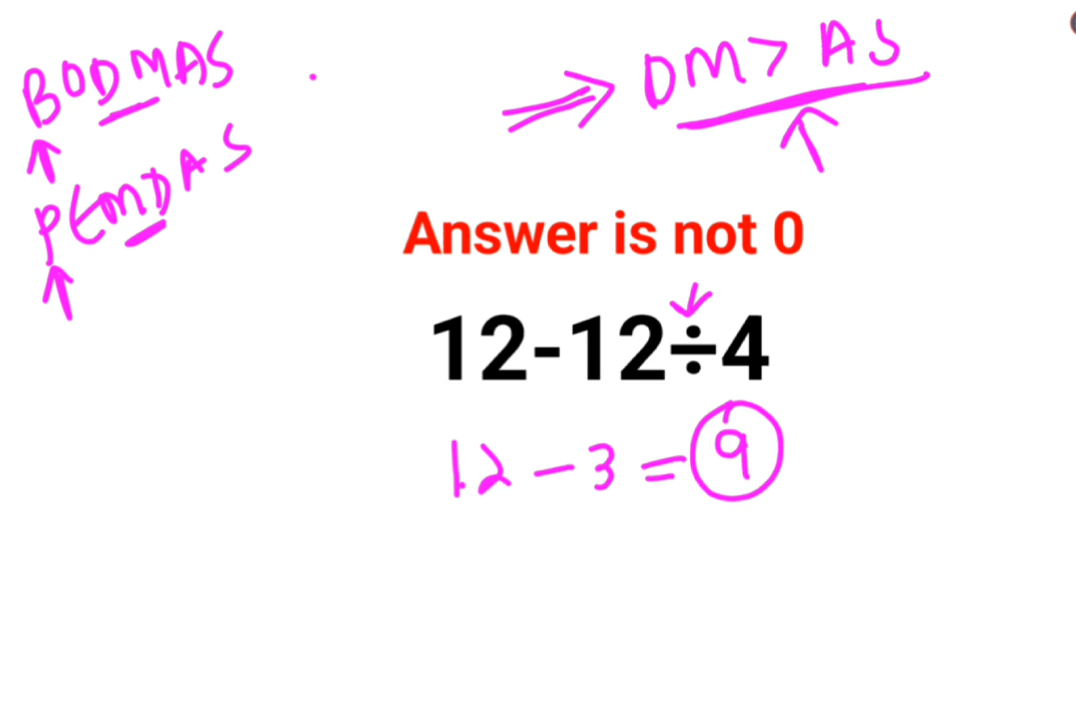 BODMAS
DM > AS
PEMDAS
Answer is not 0
12-12÷4
12-3=9